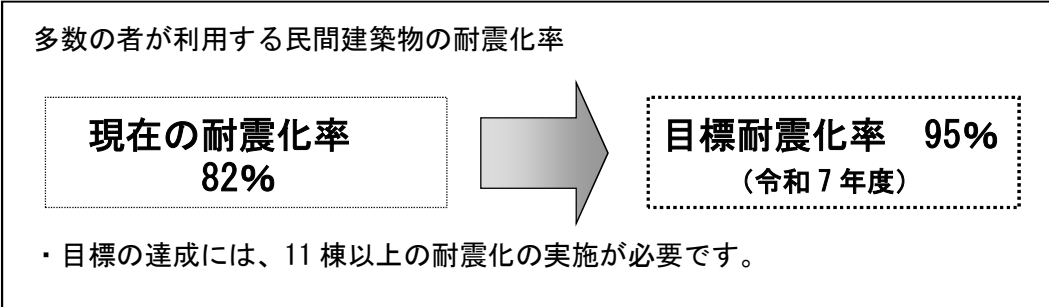 多数の者が利用する民間建築物の耐震化率
現在の耐震化率
82%
目標耐震化率 95%
(令和7年度)
・目標の達成には、11棟以上の耐震化の実施が必要です。